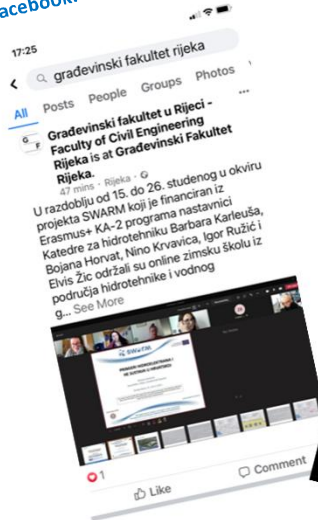 acebook:
17:25
građevinski fakultet rijeka
All Posts People Groups Photos
Građevinski fakultet u Rijeci -
Faculty of Civil Engineering
Rijeka is at Građevinski Fakultet
Rijeka.
47 mins · Rijeka ·
U razdoblju od 15. do 26. studenog u okviru
projekta SWARM koji je financiran iz
Erasmus+ KA-2 programa nastavnici
Katedre za hidrotehniku Barbara Karleuša,
Bojana Horvat, Nino Krvavica, Igor Ružić i
Elvis Žic održali su online zimsku školu iz
područja hidrotehnike i vodnog
g... See More
SWARM
1
Like Comment